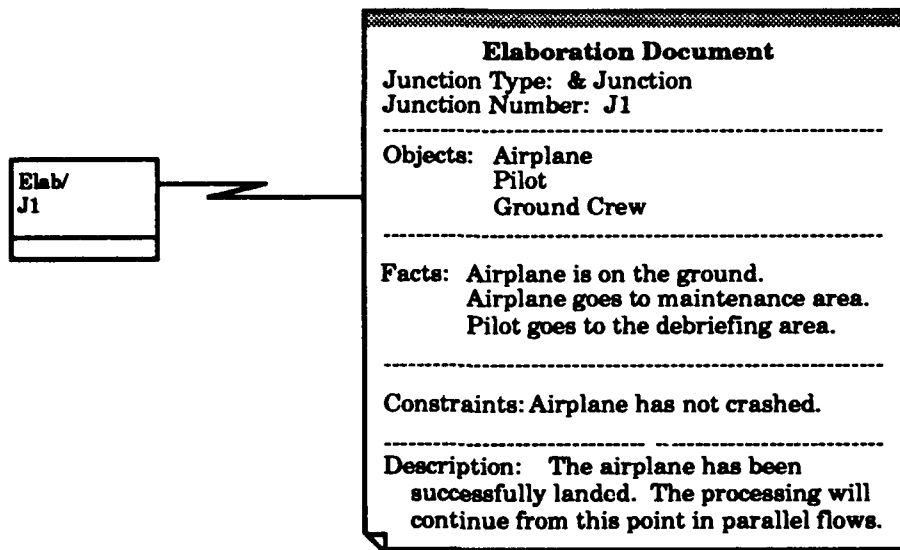 Elab/
J1
Elaboration Document
Junction Type: & Junction
Junction Number: J1
Objects: Airplane
Pilot
Ground Crew
Facts: Airplane is on the ground.
Airplane goes to maintenance area.
Pilot goes to the debriefing area.
Constraints: Airplane has not crashed.
Description: The airplane has been
successfully landed. The processing will
continue from this point in parallel flows.